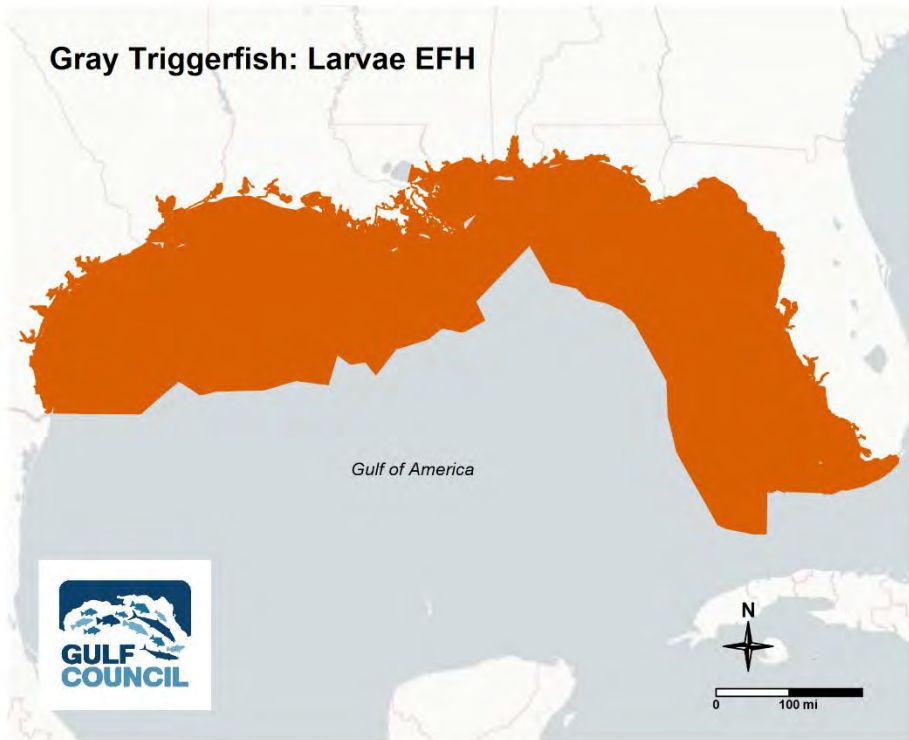 Gray Triggerfish: Larvae EFH
Gulf of America
GULF
COUNCIL
N
0 100 mi